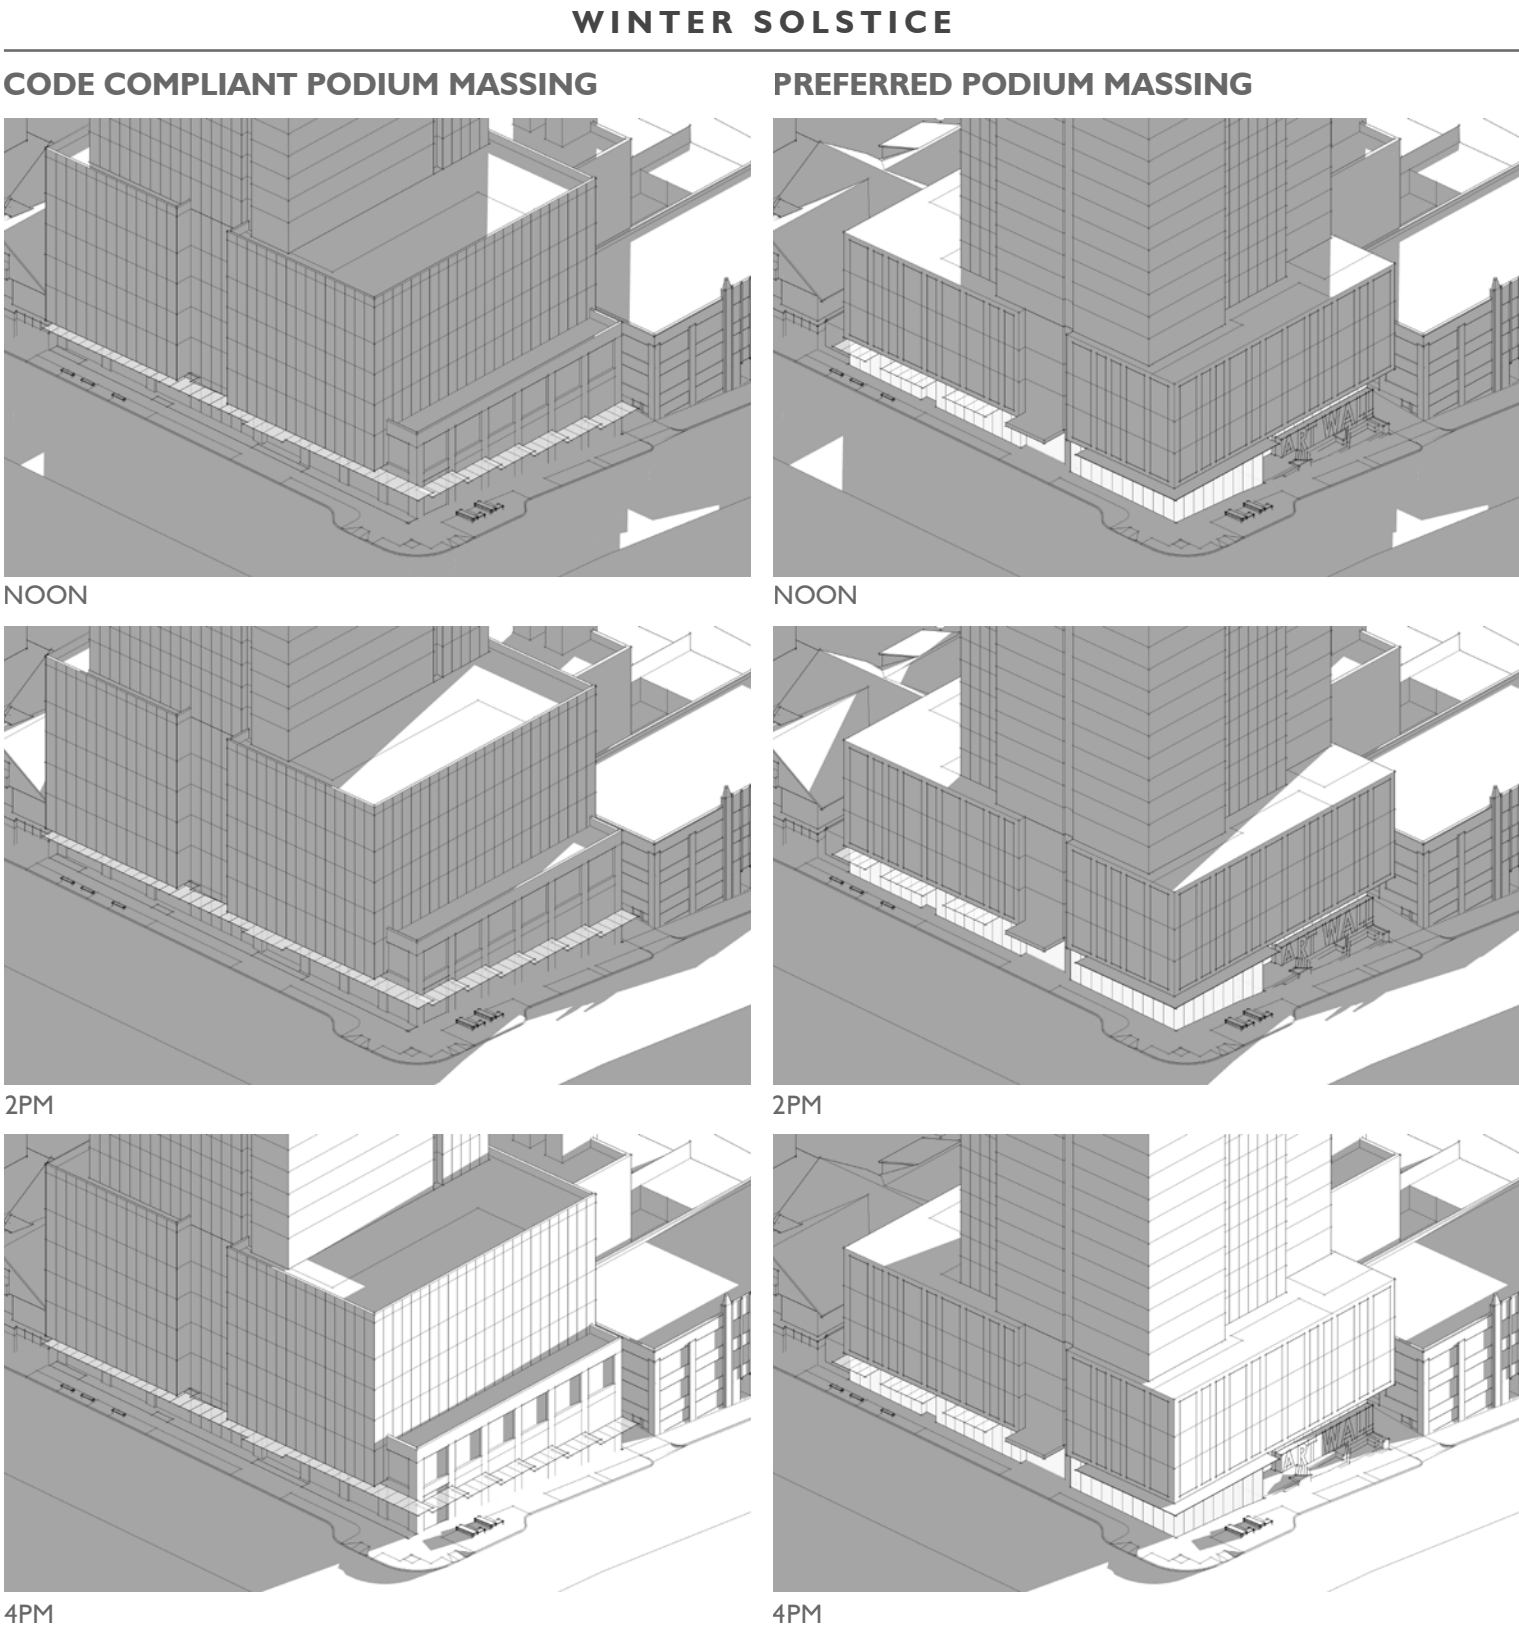 WINTER SOLSTICE
CODE COMPLIANT PODIUM MASSING
PREFERRED PODIUM MASSING
ART WALL
NOON
NOON
ART WALL
2PM
2PM
ART WALL
4PM
4PM